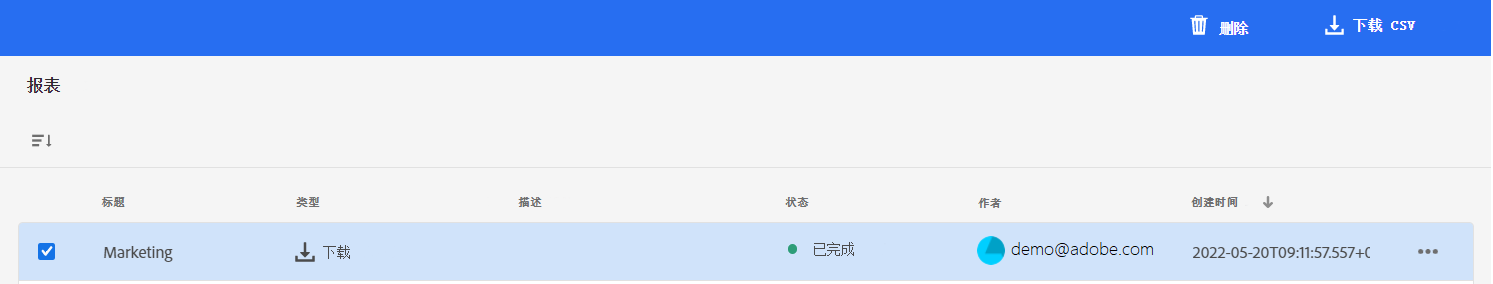 删除 下载 CSV
报表
标题 类型 描述 状态 作者 创建时间
Marketing 下载 已完成 demo@adobe.com 2022-05-20T09:11:57.557+0